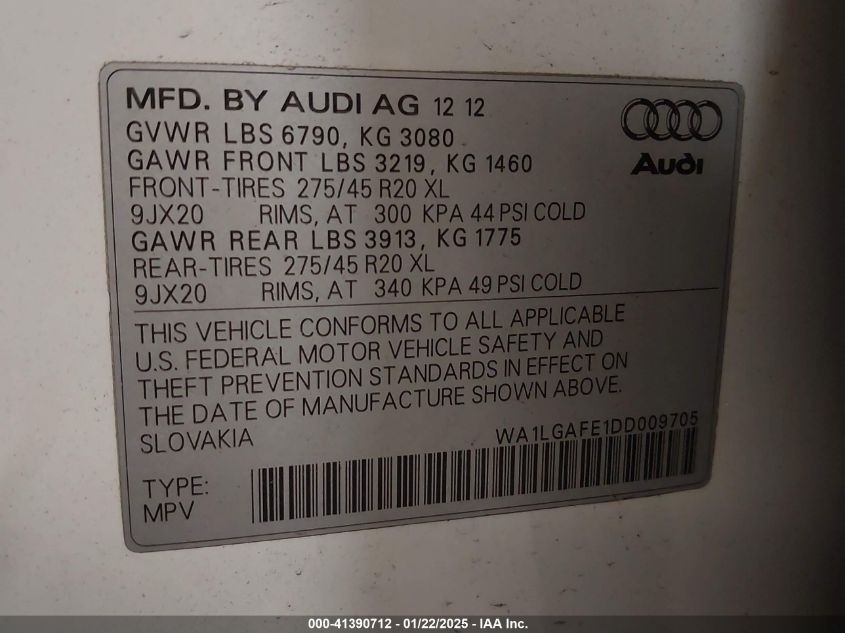 MFD. BY AUDI AG 12 12
GVWR LBS 6790, KG 3080
GAWR FRONT LBS 3219, KG 1460
FRONT-TIRES 275/45 R20 XL
9JX20 RIMS, AT 300 KPA 44 PSI COLD
GAWR REAR LBS 3913, KG 1775
REAR-TIRES 275/45 R20 XL
9JX20 RIMS, AT 340 KPA 49 PSI COLD
Audi
THIS VEHICLE CONFORMS TO ALL APPLICABLE
U.S. FEDERAL MOTOR VEHICLE SAFETY AND
THEFT PREVENTION STANDARDS IN EFFECT ON
THE DATE OF MANUFACTURE SHOWN ABOVE.
SLOVAKIA
WA1LGAFE1DD009705
TYPE:
MPV
000-41390712 - 01/22/2025 - IAA Inc.